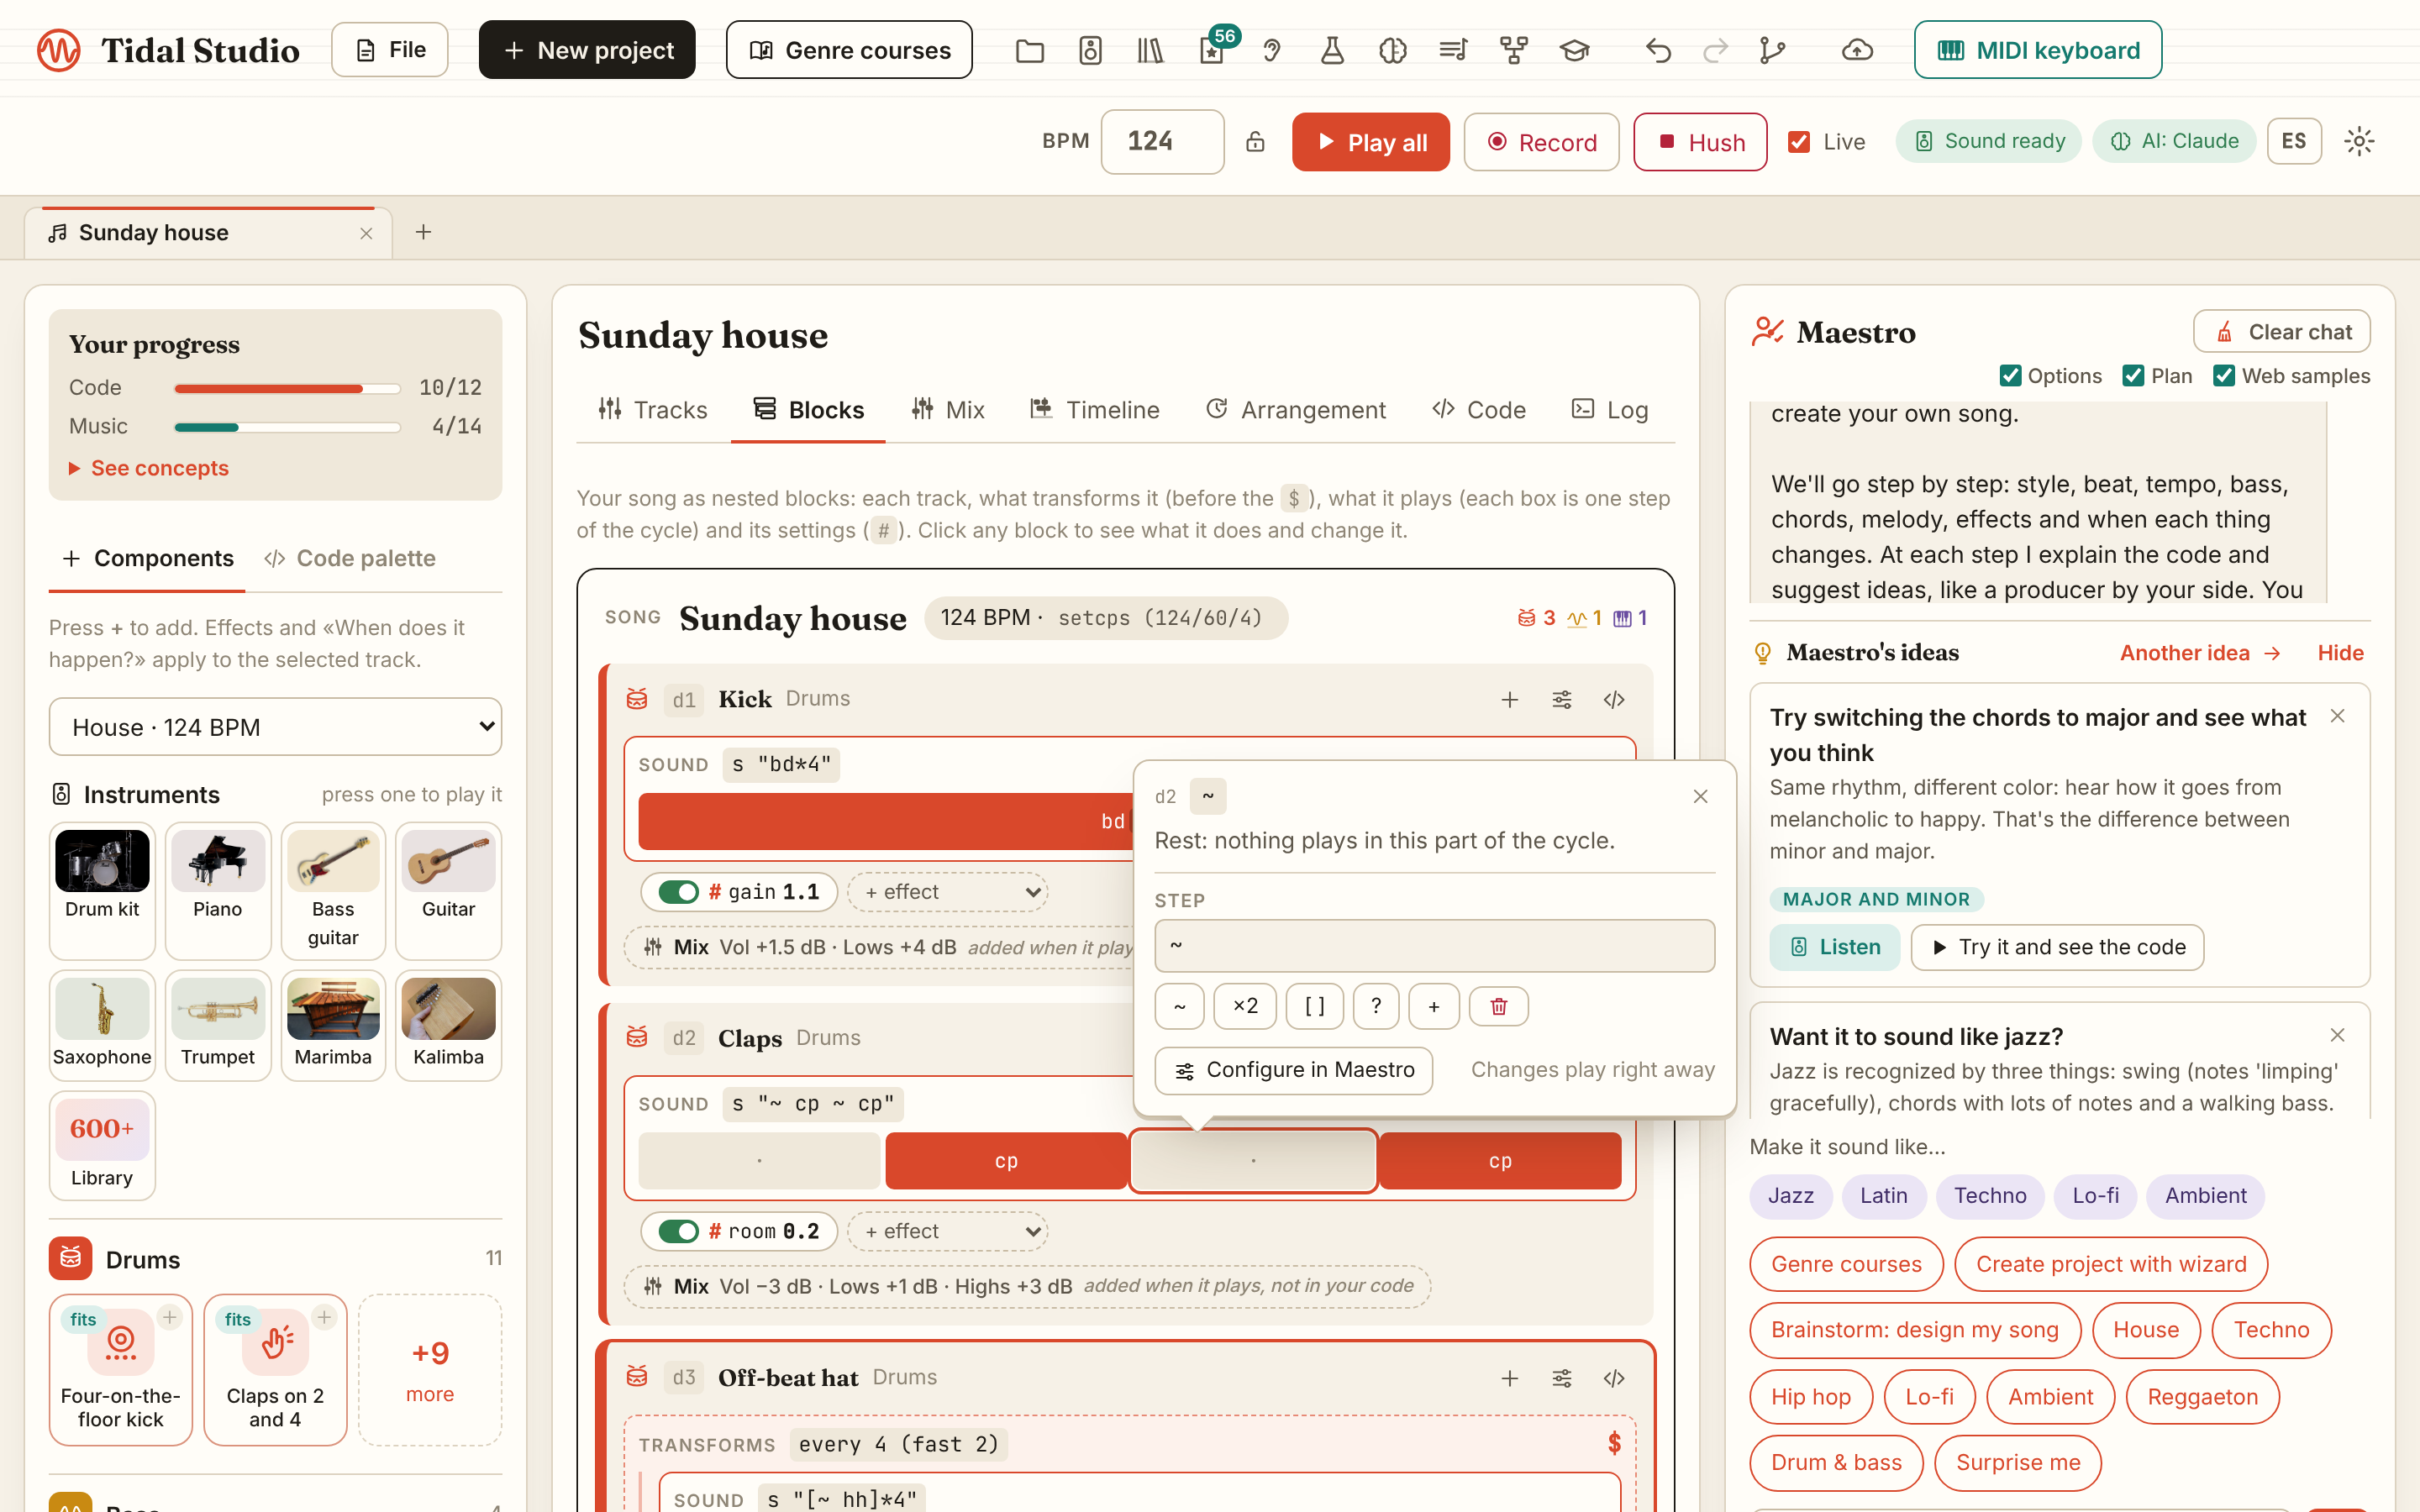 Tidal Studio
File
+ New project
Genre courses
56
MIDI keyboard
BPM
124
Play all
Record
Hush
Live
Sound ready
AI: Claude
ES
Sunday house
Your progress
Code 10/12
Music 4/14
See concepts
+ Components
</> Code palette
Press + to add. Effects and «When does it
happen?» apply to the selected track.
House · 124 BPM
Instruments
press one to play it
Drum kit
Piano
Bass
guitar
Guitar
Saxophone
Trumpet
Marimba
Kalimba
600+
Library
Drums
11
fits
Four-on-the-
floor kick
fits
Claps on 2
and 4
+9
more
Sunday house
Tracks
Blocks
Mix
Timeline
Arrangement
Code
Log
Your song as nested blocks: each track, what transforms it (before the $), what it plays (each box is one step
of the cycle) and its settings (#). Click any block to see what it does and change it.
SONG Sunday house 124 BPM · setcps (124/60/4)
3 1 1
d1 Kick Drums
SOUND s "bd*4"
bd
# gain 1.1
+ effect
Mix Vol +1.5 dB · Lows +4 dB added when it play
d2 Claps Drums
SOUND s "~ cp ~ cp"
· cp · cp
# room 0.2
+ effect
Mix Vol −3 dB · Lows +1 dB · Highs +3 dB added when it plays, not in your code
d3 Off-beat hat Drums
TRANSFORMS every 4 (fast 2)
$
SOUND s "[~ hh]*4"
d2 ~
Rest: nothing plays in this part of the cycle.
STEP
~
~ ×2 [ ] ? +
Configure in Maestro
Changes play right away
Maestro
Clear chat
Options
Plan
Web samples
create your own song.
We'll go step by step: style, beat, tempo, bass,
chords, melody, effects and when each thing
changes. At each step I explain the code and
suggest ideas, like a producer by your side. You
Maestro's ideas
Another idea →
Hide
Try switching the chords to major and see what
you think
Same rhythm, different color: hear how it goes from
melancholic to happy. That's the difference between
minor and major.
MAJOR AND MINOR
Listen
Try it and see the code
Want it to sound like jazz?
Jazz is recognized by three things: swing (notes 'limping'
gracefully), chords with lots of notes and a walking bass.
Make it sound like...
Jazz
Latin
Techno
Lo-fi
Ambient
Genre courses
Create project with wizard
Brainstorm: design my song
House
Techno
Hip hop
Lo-fi
Ambient
Reggaeton
Drum & bass
Surprise me